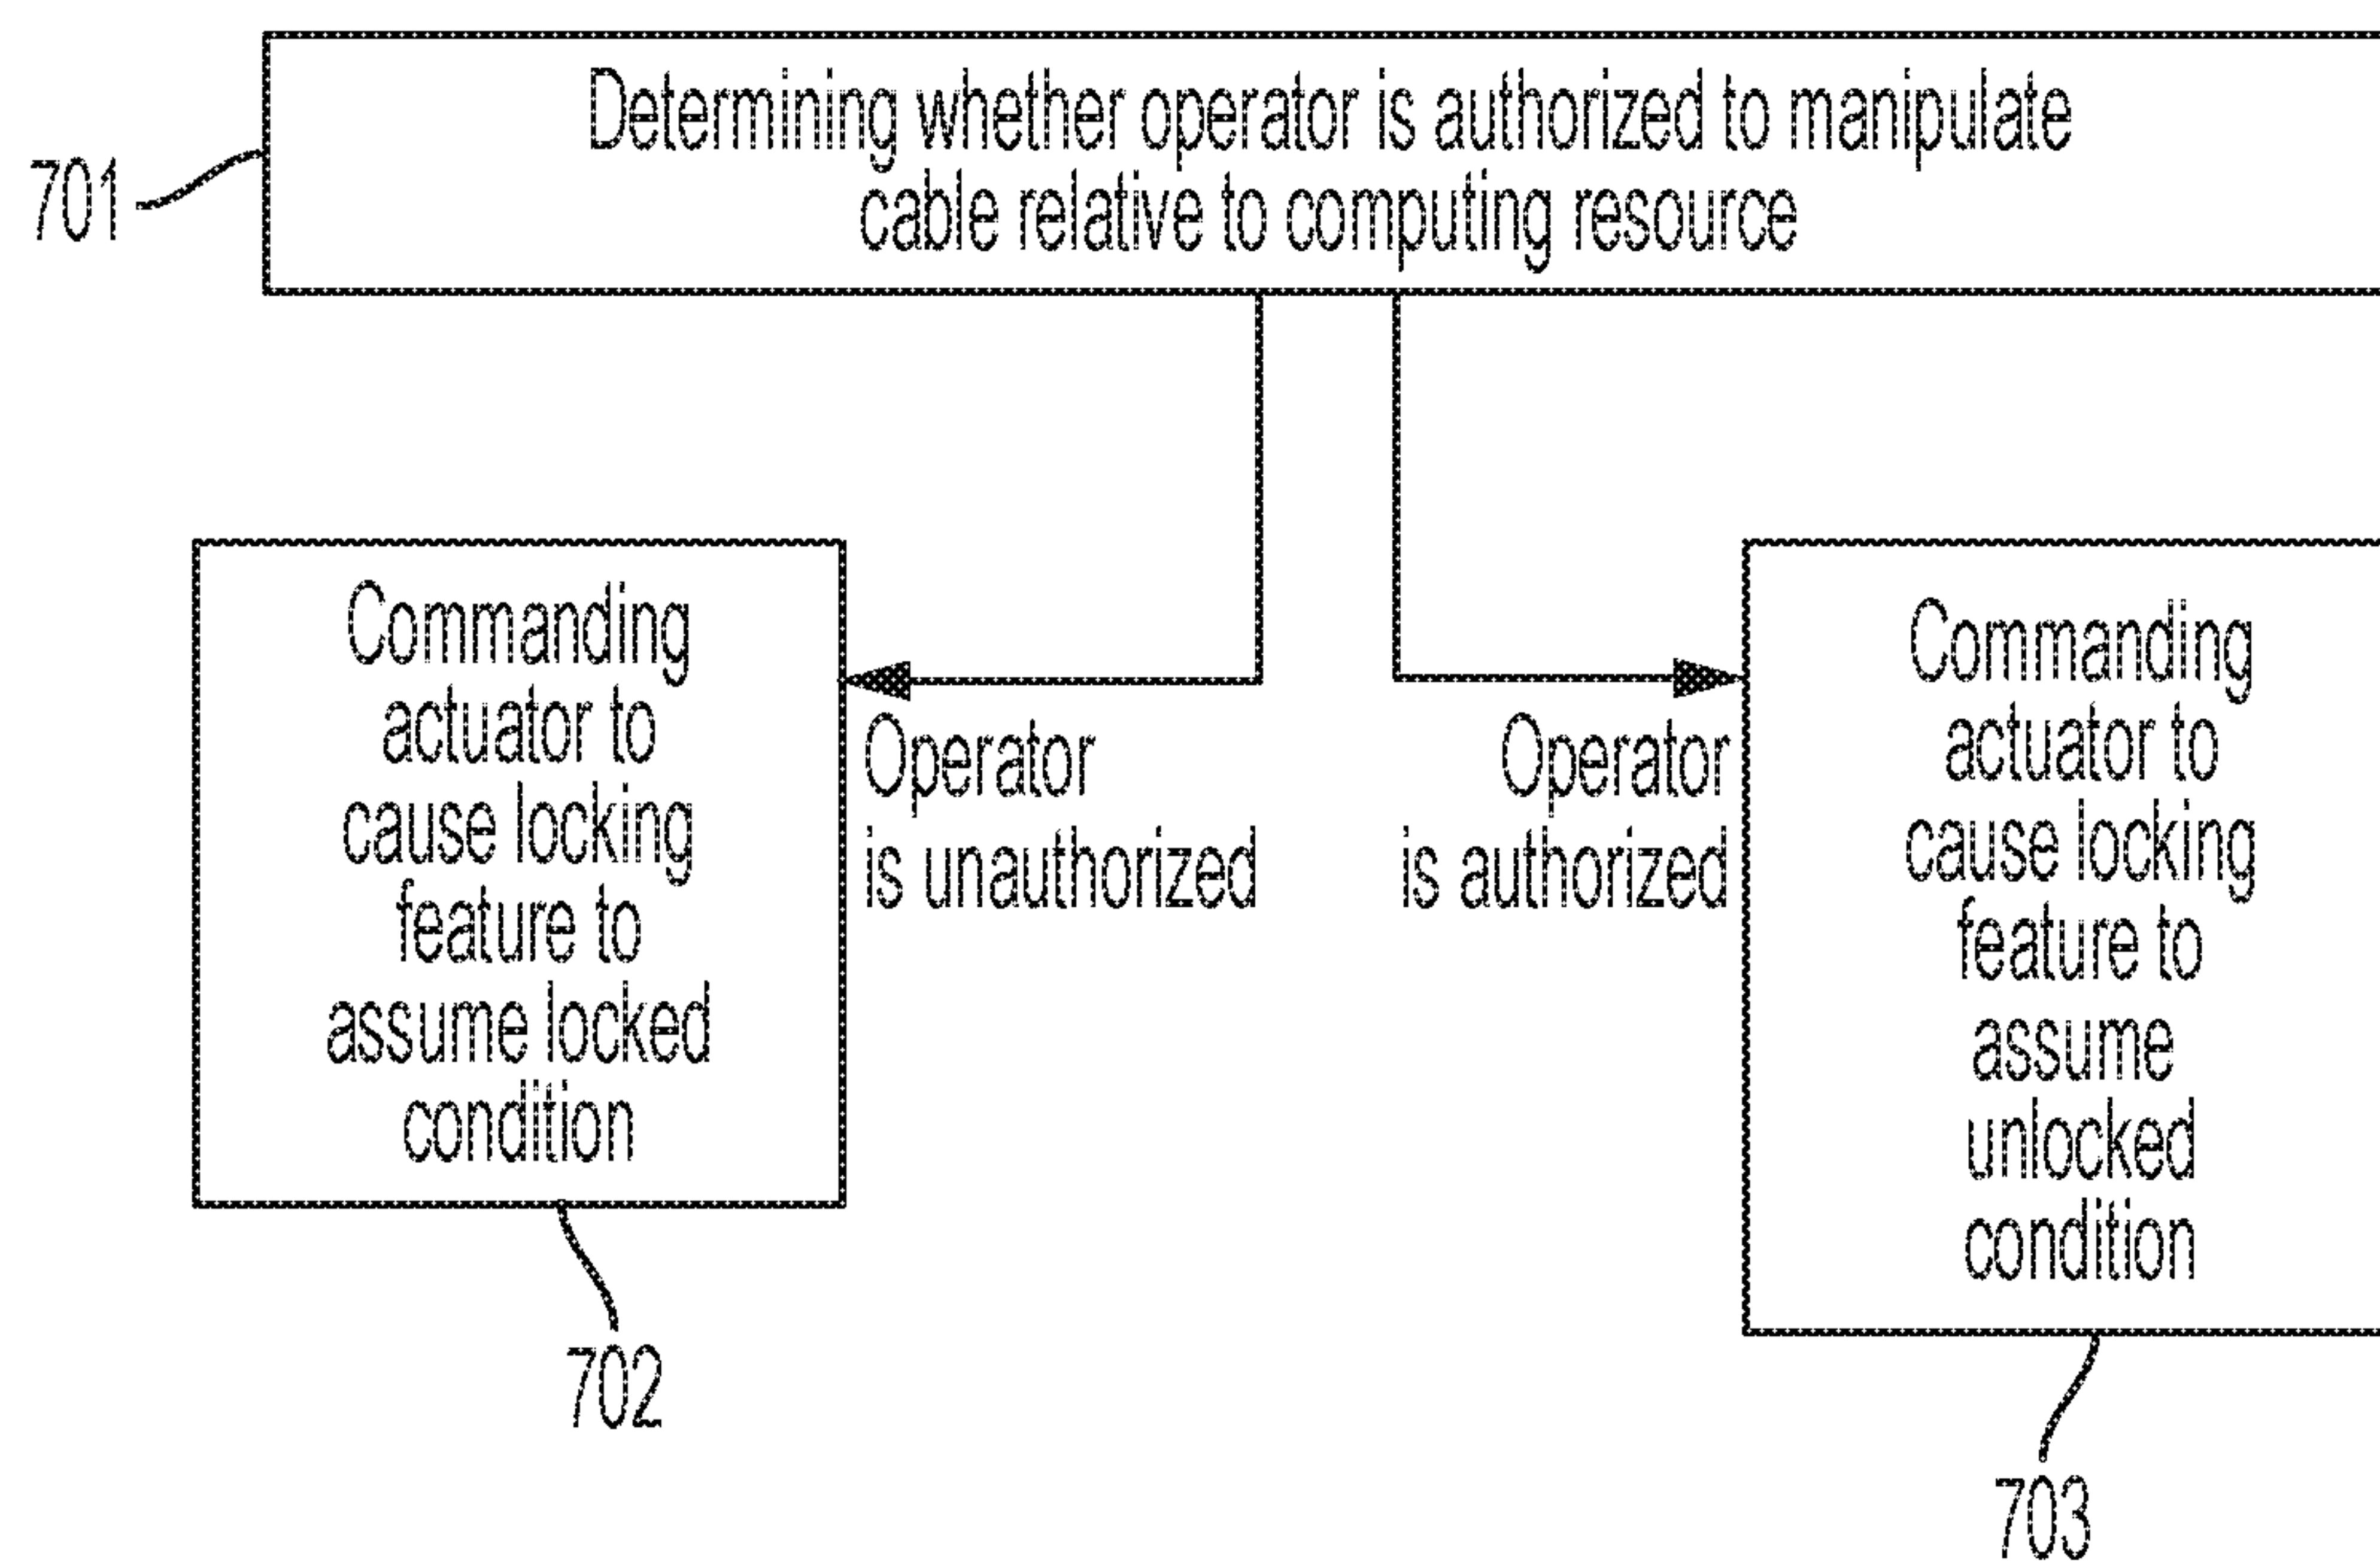 Determining whether operator is authorized to manipulate
cable relative to computing resource
701
Commanding
actuator to
cause locking
feature to
assume locked
condition
702
Operator
is unauthorized
Operator
is authorized
Commanding
actuator to
cause locking
feature to
assume
unlocked
condition
703